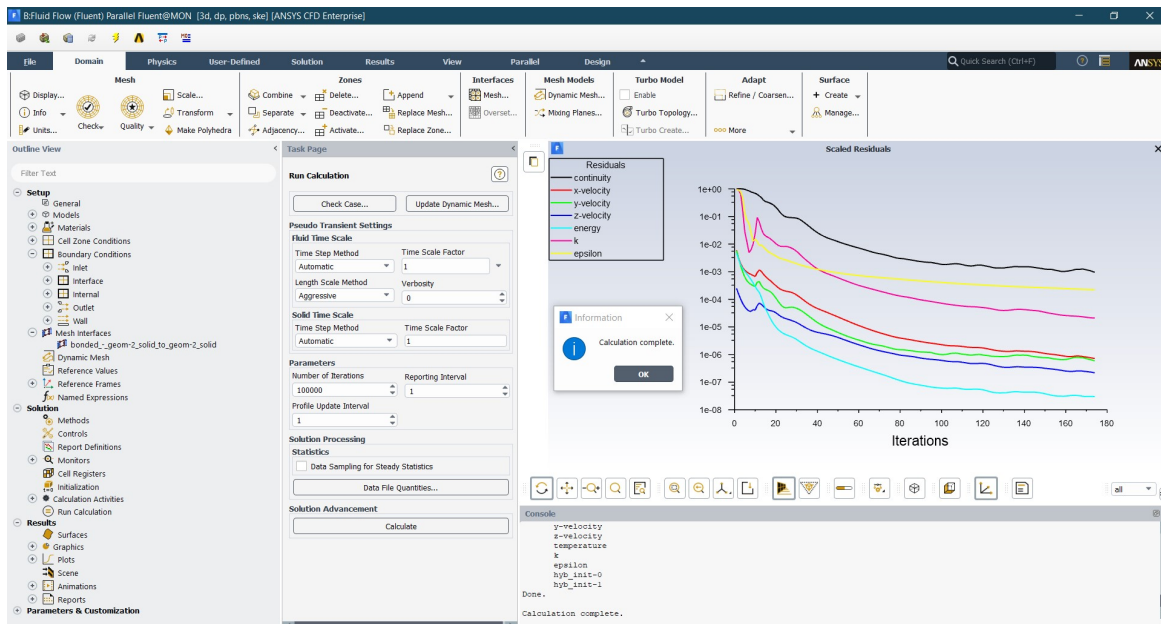 B:Fluid Flow (Fluent) Parallel Fluent@MON [3d, dp, pbns, ske] [ANSYS CFD Enterprise]
File Domain Physics User-Defined Solution Results View Parallel Design
Quick Search (Ctrl+F)
ANSYS
Mesh
Display...
Info
Units...
Check
Quality
Scale...
Transform
Make Polyhedra
Zones
Combine
Separate
Adjacency...
Delete...
Deactivate...
Activate...
Append
Replace Mesh...
Replace Zone...
Interfaces
Mesh...
Overset...
Mesh Models
Dynamic Mesh...
Mixing Planes...
Turbo Model
Enable
Turbo Topology...
Turbo Create...
Adapt
Refine / Coarsen...
More
Surface
Create
Manage...
Outline View
Filter Text
Setup
General
Models
Materials
Cell Zone Conditions
Boundary Conditions
Inlet
Interface
Internal
Outlet
Wall
Mesh Interfaces
bonded_-_geom-2_solid_to_geom-2_solid
Dynamic Mesh
Reference Values
Reference Frames
Named Expressions
Solution
Methods
Controls
Report Definitions
Monitors
Cell Registers
Initialization
Calculation Activities
Run Calculation
Results
Surfaces
Graphics
Plots
Scene
Animations
Reports
Parameters & Customization
Task Page
Run Calculation
Check Case... Update Dynamic Mesh...
Pseudo Transient Settings
Fluid Time Scale
Time Step Method Time Scale Factor
Automatic 1
Length Scale Method Verbosity
Aggressive 0
Solid Time Scale
Time Step Method Time Scale Factor
Automatic 1
Parameters
Number of Iterations Reporting Interval
100000 1
Profile Update Interval
1
Solution Processing
Statistics
Data Sampling for Steady Statistics
Data File Quantities...
Solution Advancement
Calculate
Scaled Residuals
Residuals
continuity
x-velocity
y-velocity
z-velocity
energy
k
epsilon
1e+00
1e-01
1e-02
1e-03
1e-04
1e-05
1e-06
1e-07
1e-08
0 20 40 60 80 100 120 140 160 180
Iterations
Information
Calculation complete.
OK
all
Console
y-velocity
z-velocity
temperature
k
epsilon
hyb_init-0
hyb_init-1
Done.
Calculation complete.